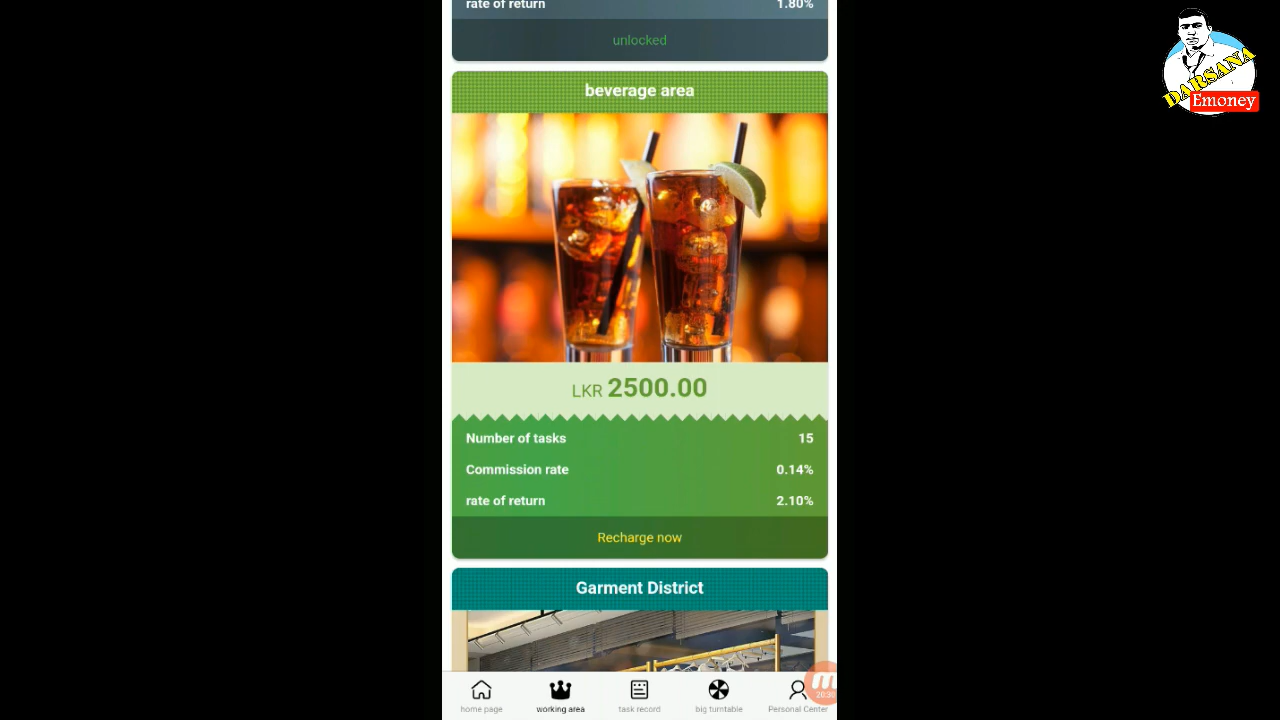 rate of return 1.80%
unlocked
beverage area
LKR 2500.00
Number of tasks 15
Commission rate 0.14%
rate of return 2.10%
Recharge now
Garment District
home page
working area
task record
big turntable
Personal Center
20:30
DARSANA
Emoney